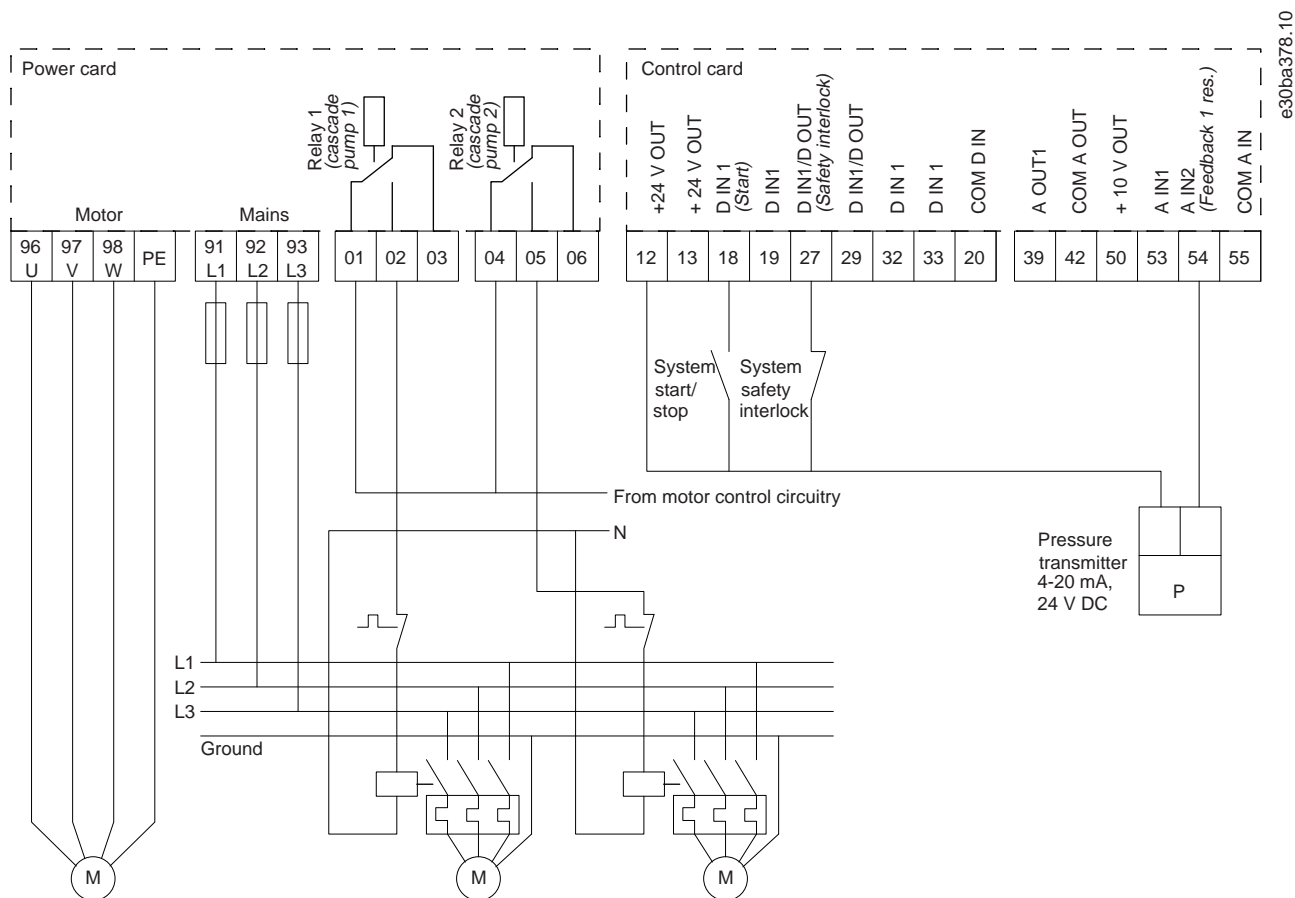 e30ba378.10
Power card
Relay 1
(cascade
pump 1)
Relay 2
(cascade
pump 2)
Motor
Mains
96
U
97
V
98
W
PE
91
L1
92
L2
93
L3
01
02
03
04
05
06
Control card
+24 V OUT
+ 24 V OUT
D IN 1
(Start)
D IN1
D IN1/D OUT
(Safety interlock)
D IN1/D OUT
D IN 1
D IN 1
COM D IN
A OUT1
COM A OUT
+ 10 V OUT
A IN1
A IN2
(Feedback 1 res.)
COM A IN
12
13
18
19
27
29
32
33
20
39
42
50
53
54
55
System
start/
stop
System
safety
interlock
From motor control circuitry
N
Pressure
transmitter
4-20 mA,
24 V DC
P
L1
L2
L3
Ground
M
M
M